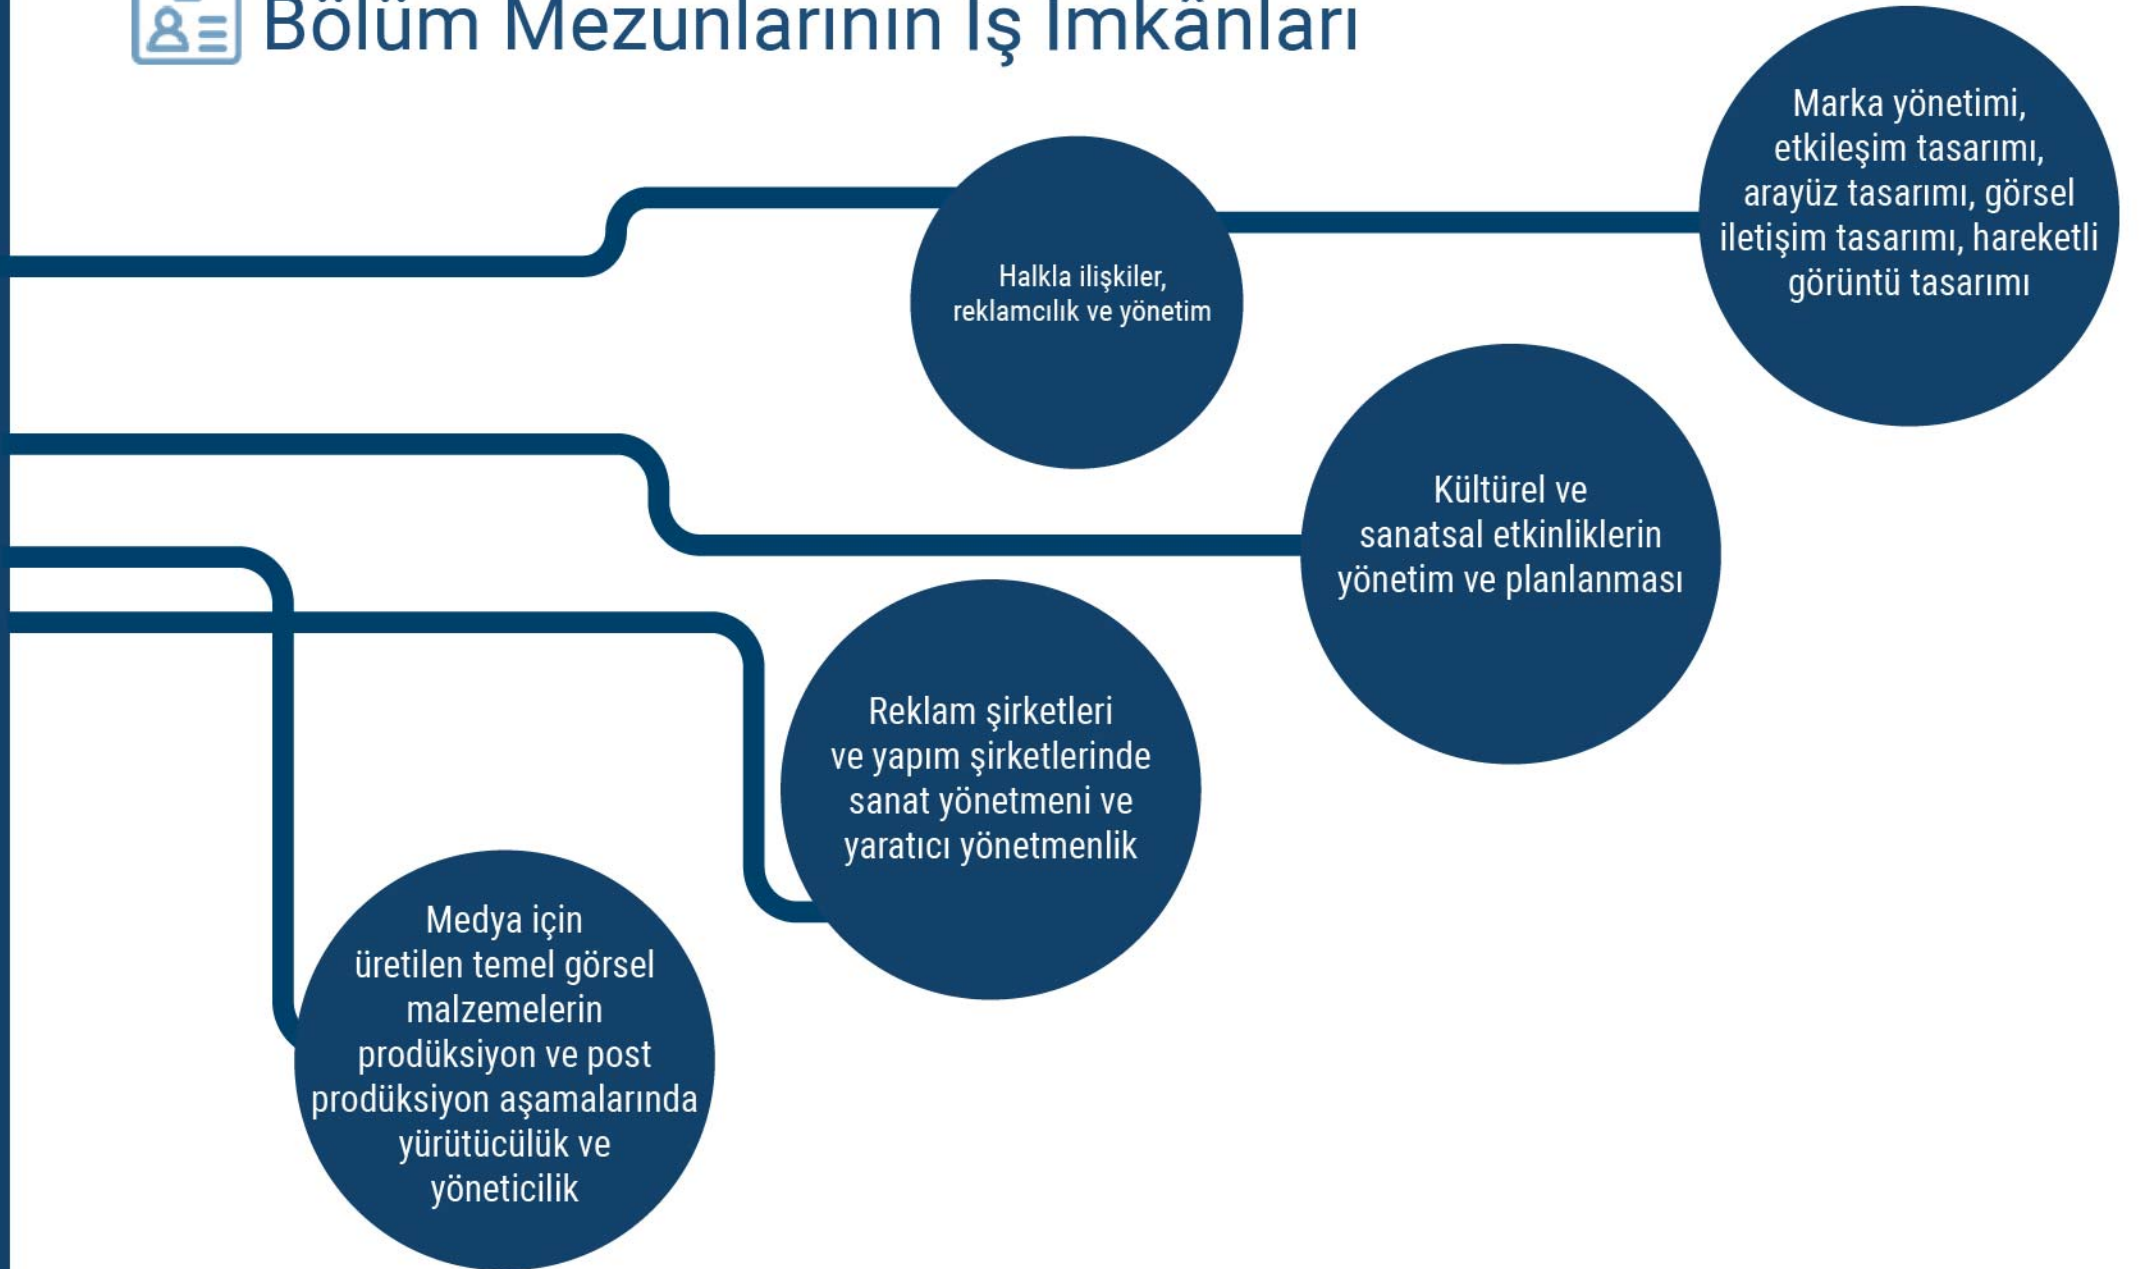 Bölüm Mezunlarının İş İmkânları
Marka yönetimi,
etkileşim tasarımı,
arayüz tasarımı, görsel
iletişim tasarımı, hareketli
görüntü tasarımı
Halkla ilişkiler,
reklamcılık ve yönetim
Kültürel ve
sanatsal etkinliklerin
yönetim ve planlanması
Reklam şirketleri
ve yapım şirketlerinde
sanat yönetmeni ve
yaratıcı yönetmenlik
Medya için
üretilen temel görsel
malzemelerin
prodüksiyon ve post
prodüksiyon aşamalarında
yürütücülük ve
yöneticilik